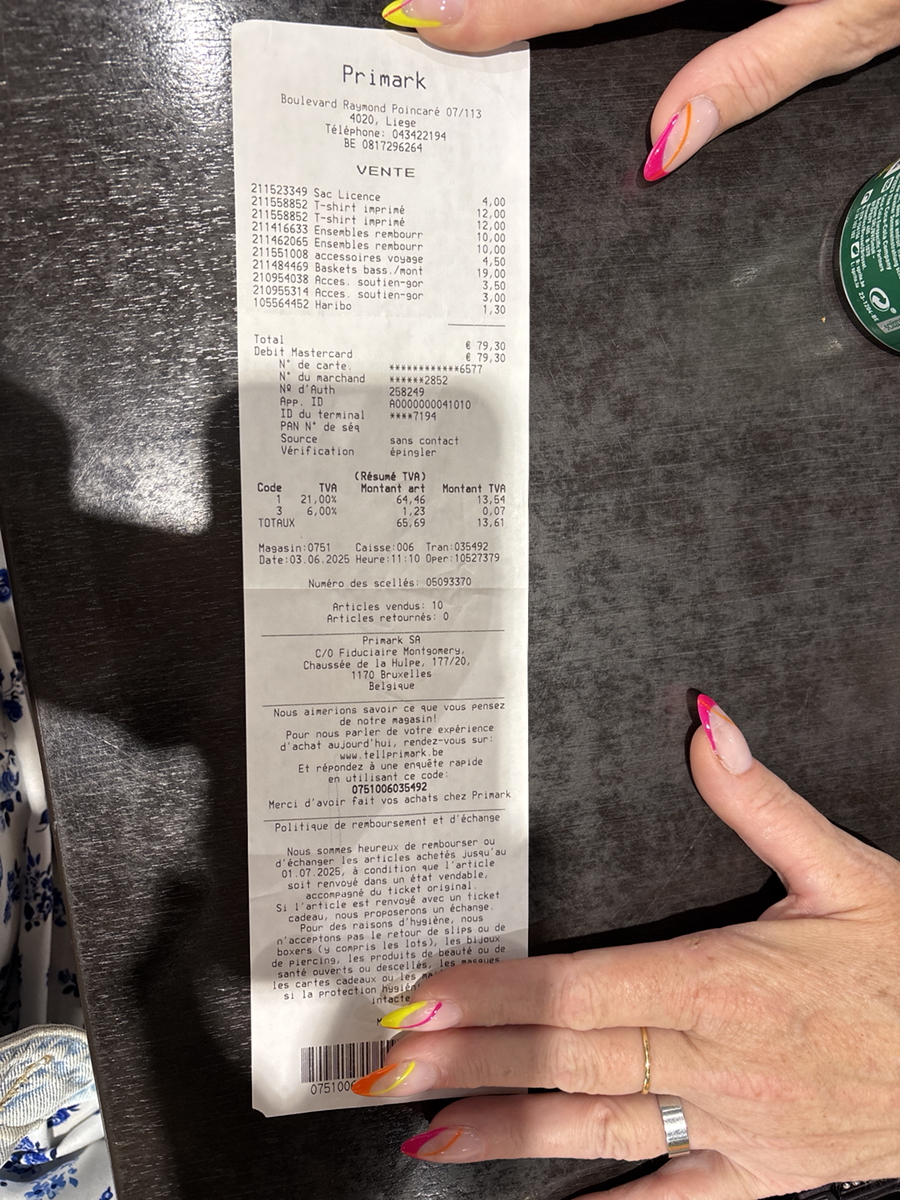 Primark
Boulevard Raymond Poincaré 07/113
4020, Liege
Téléphone: 043422194
BE 0817296264
VENTE
211523349 Sac Licence 4,00
211558852 T-shirt imprimé 12,00
211558852 T-shirt imprimé 12,00
211416633 Ensembles rembourr 10,00
211462065 Ensembles rembourr 10,00
211551008 accessoires voyage 4,50
211484469 Baskets bass./mont 19,00
210954038 Acces. soutien-gor 3,50
210955314 Acces. soutien-gor 3,00
105564452 Haribo 1,30
Total € 79,30
Debit Mastercard € 79,30
N° de carte. ************6577
N° du marchand ******2852
Nº d'Auth 258249
App. ID A0000000041010
ID du terminal ****7194
PAN N° de séq
Source sans contact
Vérification épingler
(Résumé TVA)
Code TVA Montant art Montant TVA
1 21,00% 64,46 13,54
3 6,00% 1,23 0,07
TOTAUX 65,69 13,61
Magasin:0751 Caisse:006 Tran:035492
Date:03.06.2025 Heure:11:10 Oper:10527379
Numéro des scellés: 05093370
Articles vendus: 10
Articles retournés: 0
Primark SA
C/O Fiduciaire Montgomery,
Chaussée de la Hulpe, 177/20,
1170 Bruxelles
Belgique
Nous aimerions savoir ce que vous pensez
de notre magasin!
Pour nous parler de votre expérience
d'achat aujourd'hui, rendez-vous sur:
www.tellprimark.be
Et répondez à une enquête rapide
en utilisant ce code:
0751006035492
Merci d'avoir fait vos achats chez Primark
Politique de remboursement et d'échange
Nous sommes heureux de rembourser ou
d'échanger les articles achetés jusqu'au
01.07.2025, à condition que l'article
soit renvoyé dans un état vendable,
accompagné du ticket original.
Si l'article est renvoyé avec un ticket
cadeau, nous proposerons un échange.
Pour des raisons d'hygiène, nous
n'acceptons pas le retour de slips ou de
boxers (y compris les lots), les bijoux
de piercing, les produits de beauté ou de
santé ouverts ou descellés, les masques
les cartes cadeaux ou les
si la protection
intacte
075100